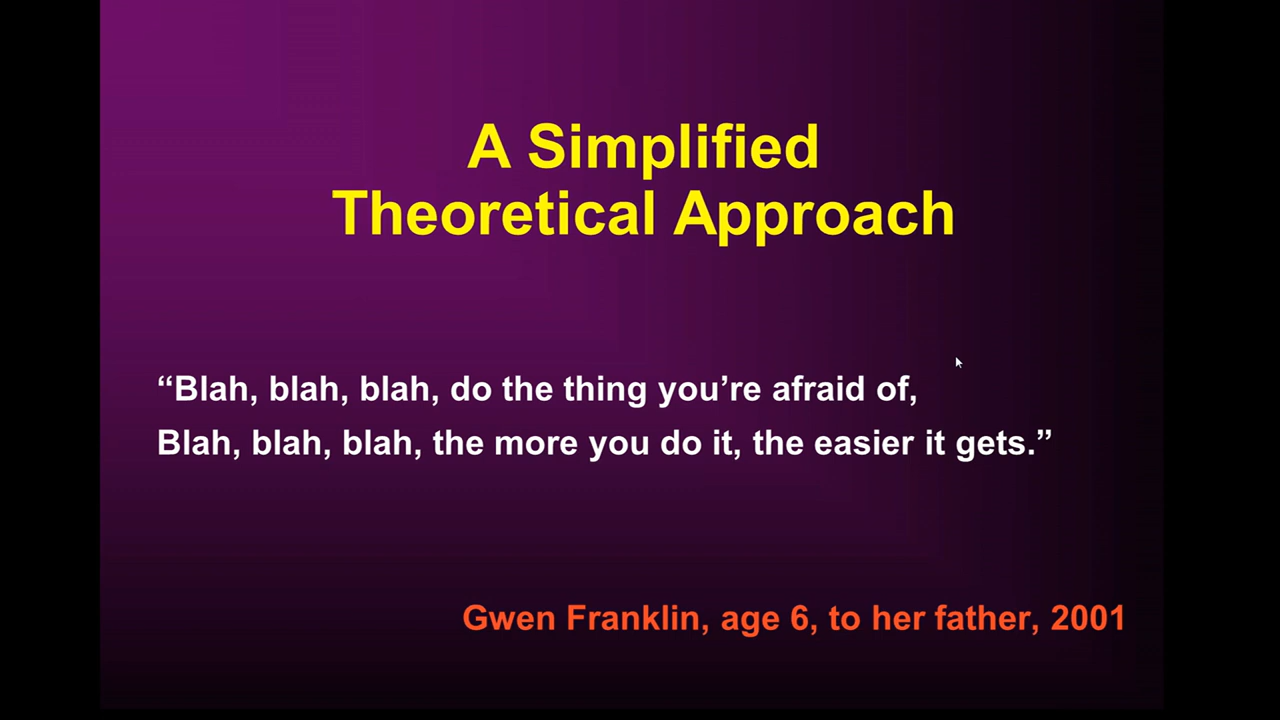 A Simplified
Theoretical Approach
“Blah, blah, blah, do the thing you’re afraid of,
Blah, blah, blah, the more you do it, the easier it gets.”
Gwen Franklin, age 6, to her father, 2001